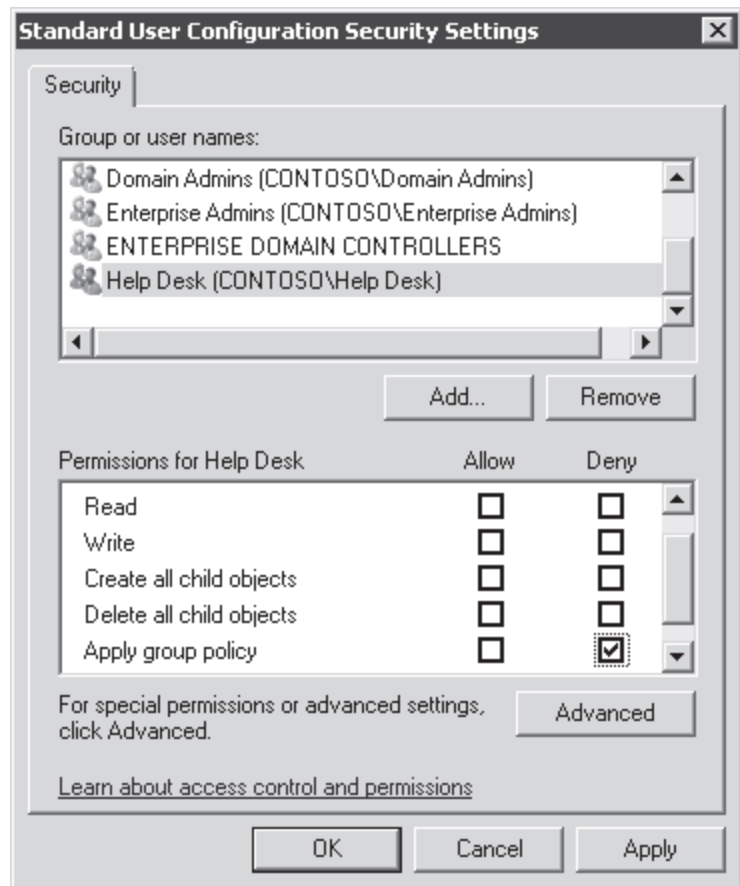 Standard User Configuration Security Settings
Security
Group or user names:
Domain Admins (CONTOSO\Domain Admins)
Enterprise Admins (CONTOSO\Enterprise Admins)
ENTERPRISE DOMAIN CONTROLLERS
Help Desk (CONTOSO\Help Desk)
Add... Remove
Permissions for Help Desk Allow Deny
Read
Write
Create all child objects
Delete all child objects
Apply group policy
For special permissions or advanced settings, Advanced
click Advanced.
Learn about access control and permissions
OK Cancel Apply